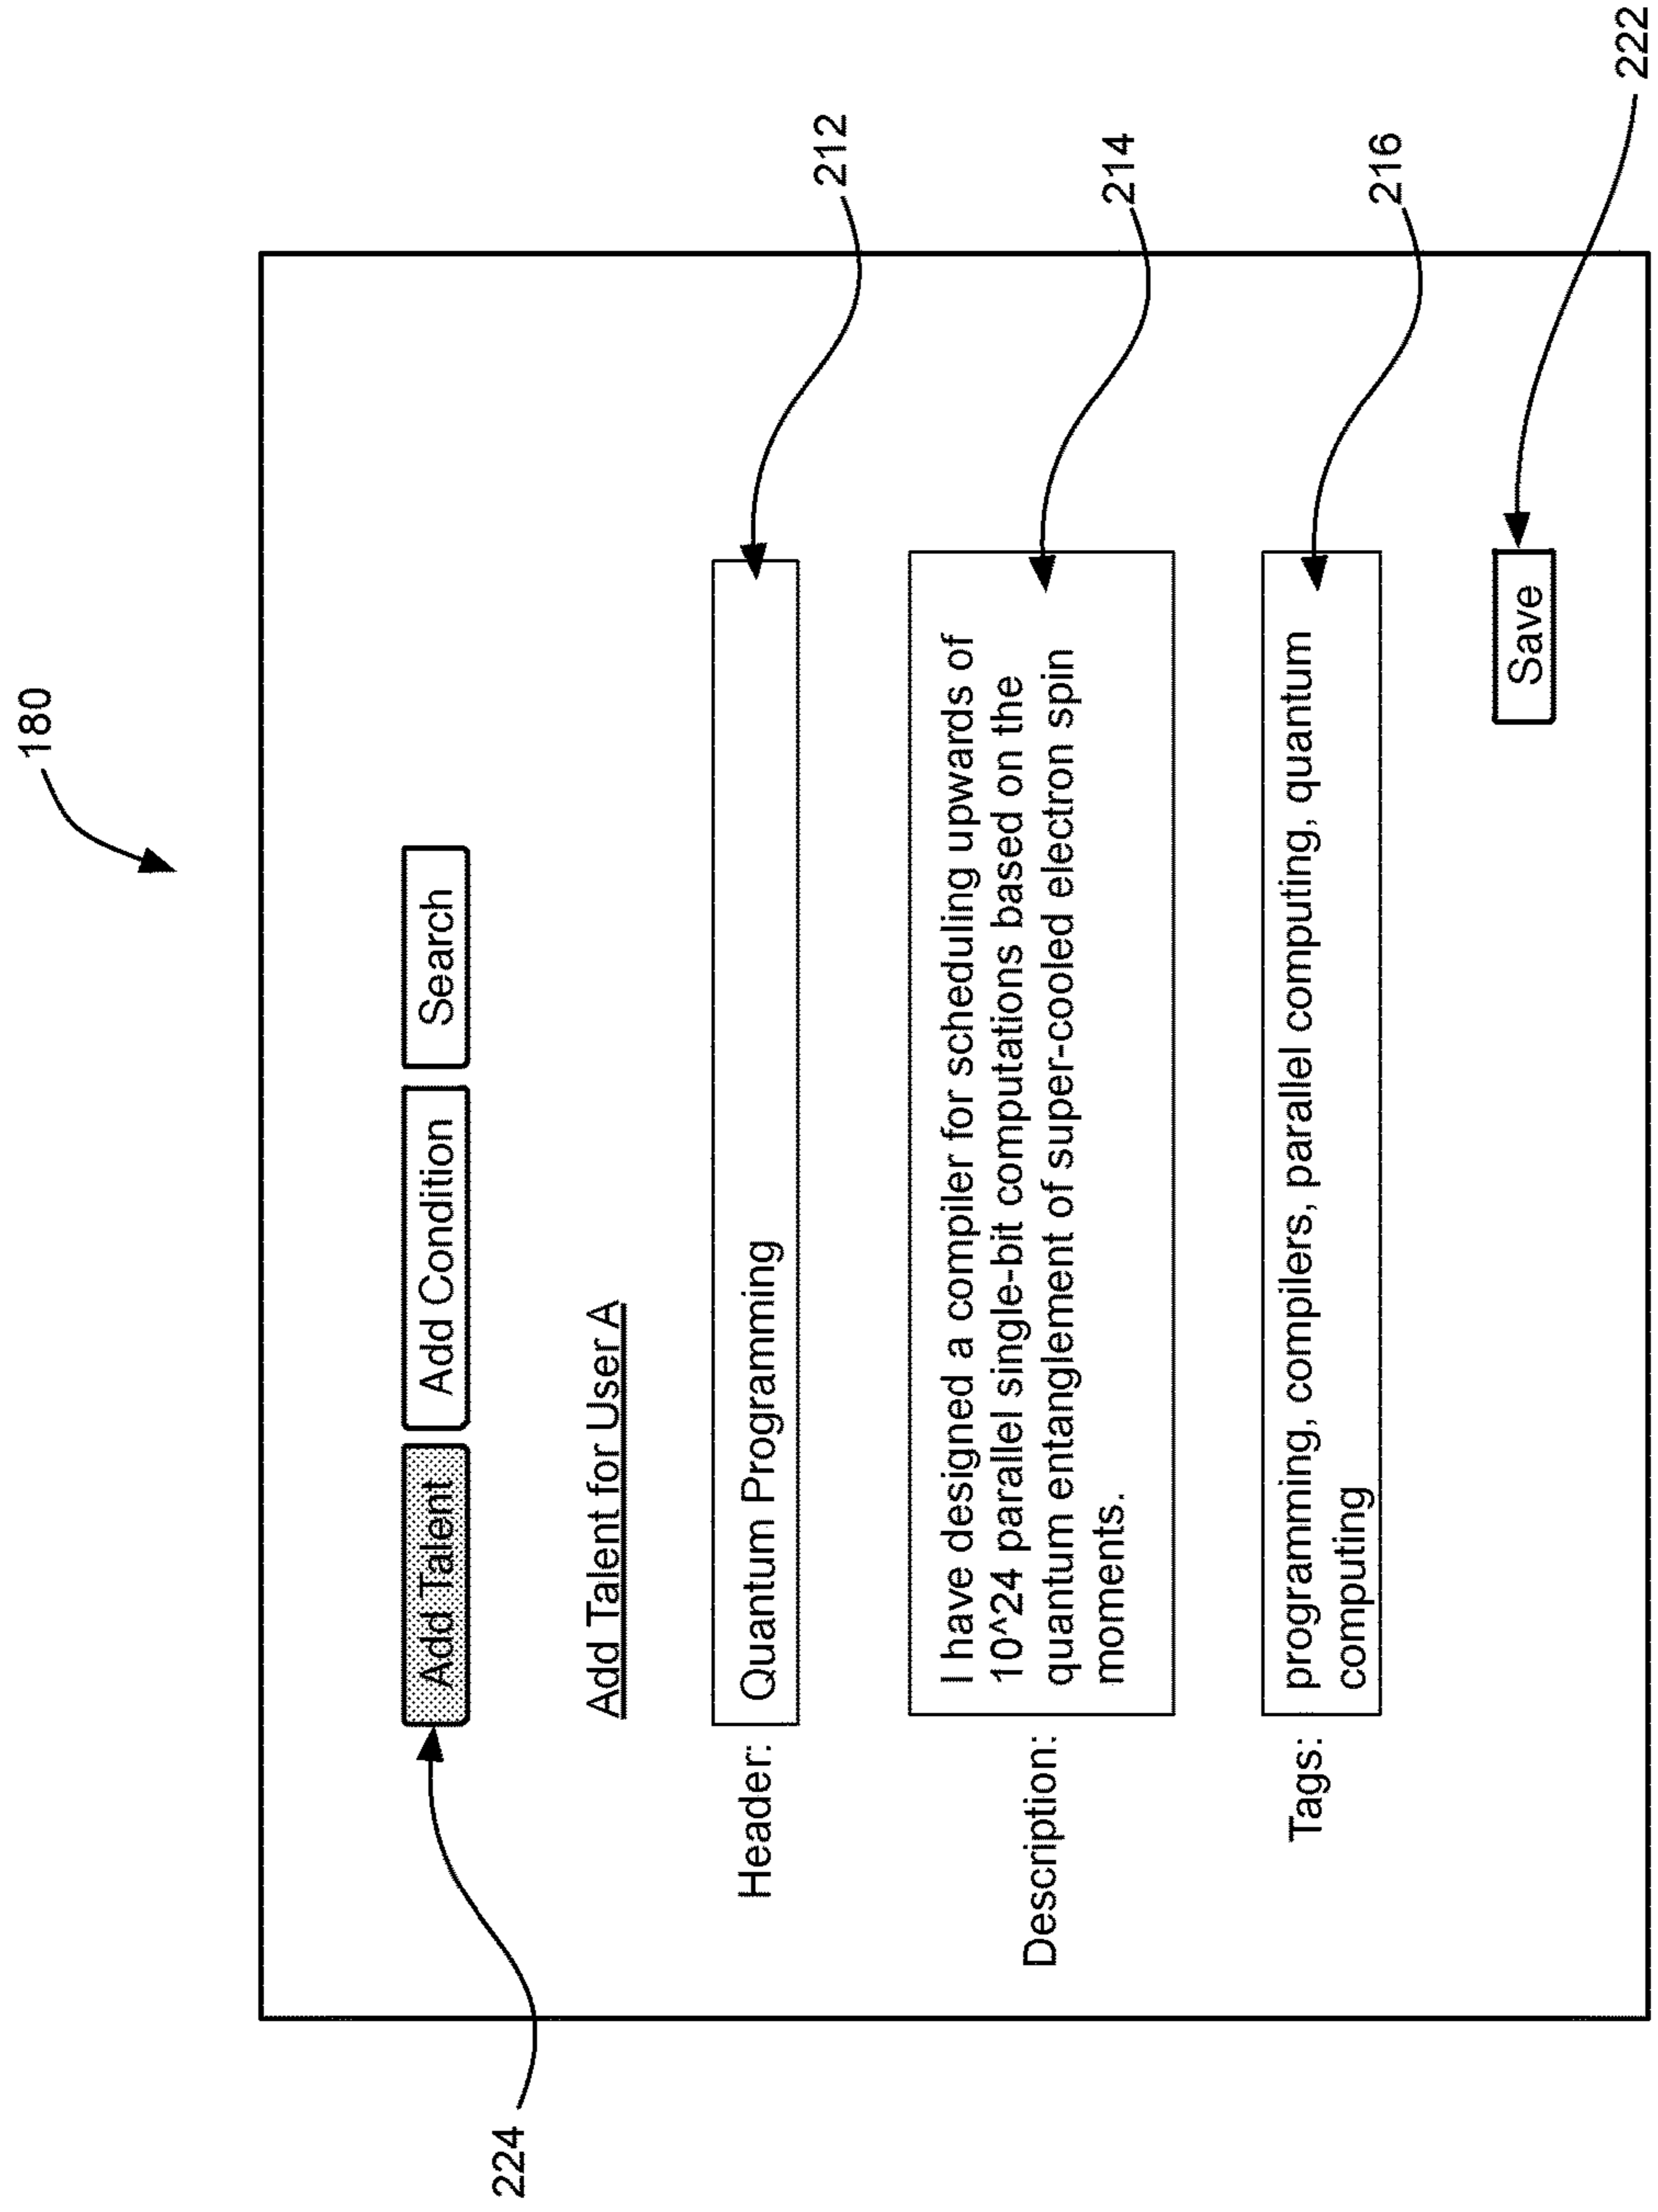 180
224
Add Talent
Add Condition
Search
Add Talent for User A
Header:
Quantum Programming
212
Description:
I have designed a compiler for scheduling upwards of
10^24 parallel single-bit computations based on the
quantum entanglement of super-cooled electron spin
moments.
214
Tags:
programming, compilers, parallel computing, quantum
computing
216
Save
222